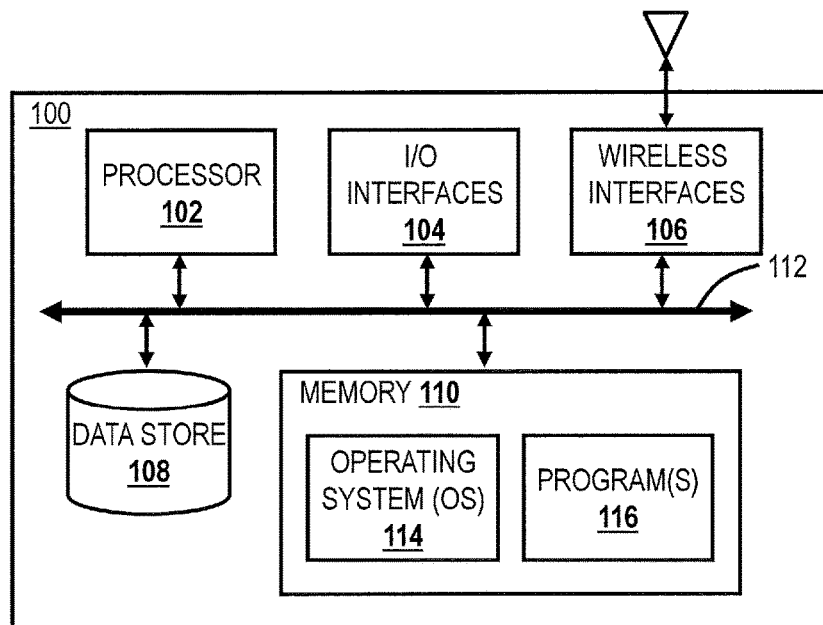 100
PROCESSOR
102
I/O
INTERFACES
104
WIRELESS
INTERFACES
106
112
DATA STORE
108
MEMORY 110
OPERATING
SYSTEM (OS)
114
PROGRAM(S)
116